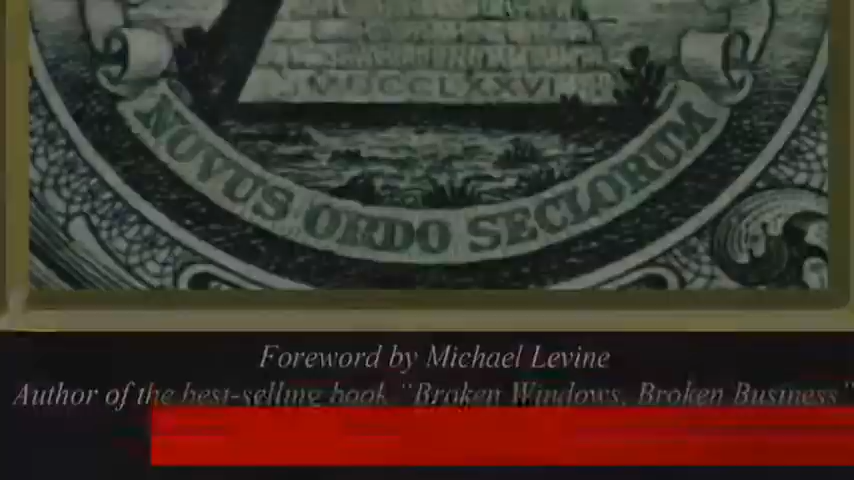 MDCCLXXVI
NOVUS ORDO SECLORUM
Foreword by Michael Levine
Author of the best-selling book "Broken Windows, Broken Business"